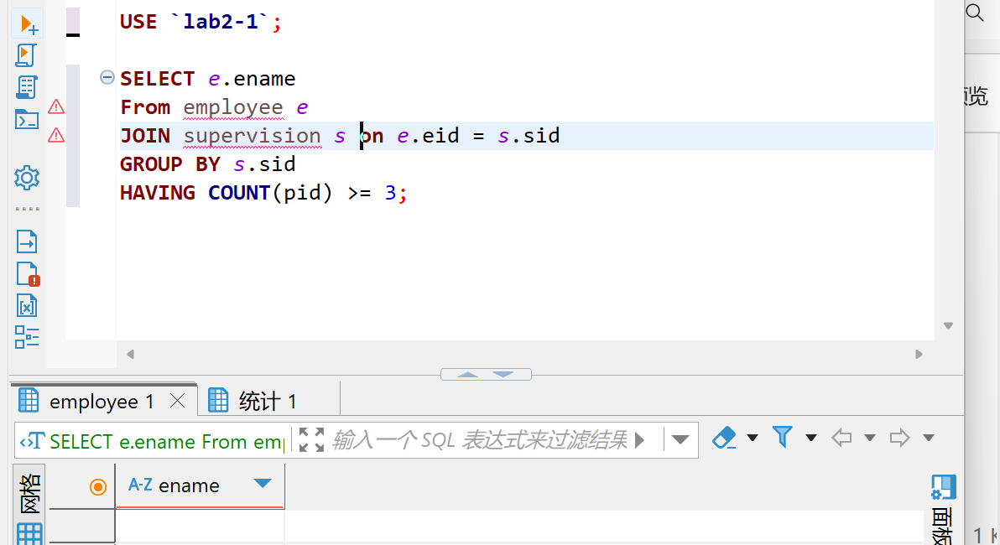 USE `lab2-1`;
SELECT e.ename
From employee e
JOIN supervision s on e.eid = s.sid
GROUP BY s.sid
HAVING COUNT(pid) >= 3;
览
employee 1
统计 1
SELECT e.ename From emp
输入一个 SQL 表达式来过滤结果
网格
A-Z ename
面板
1 K